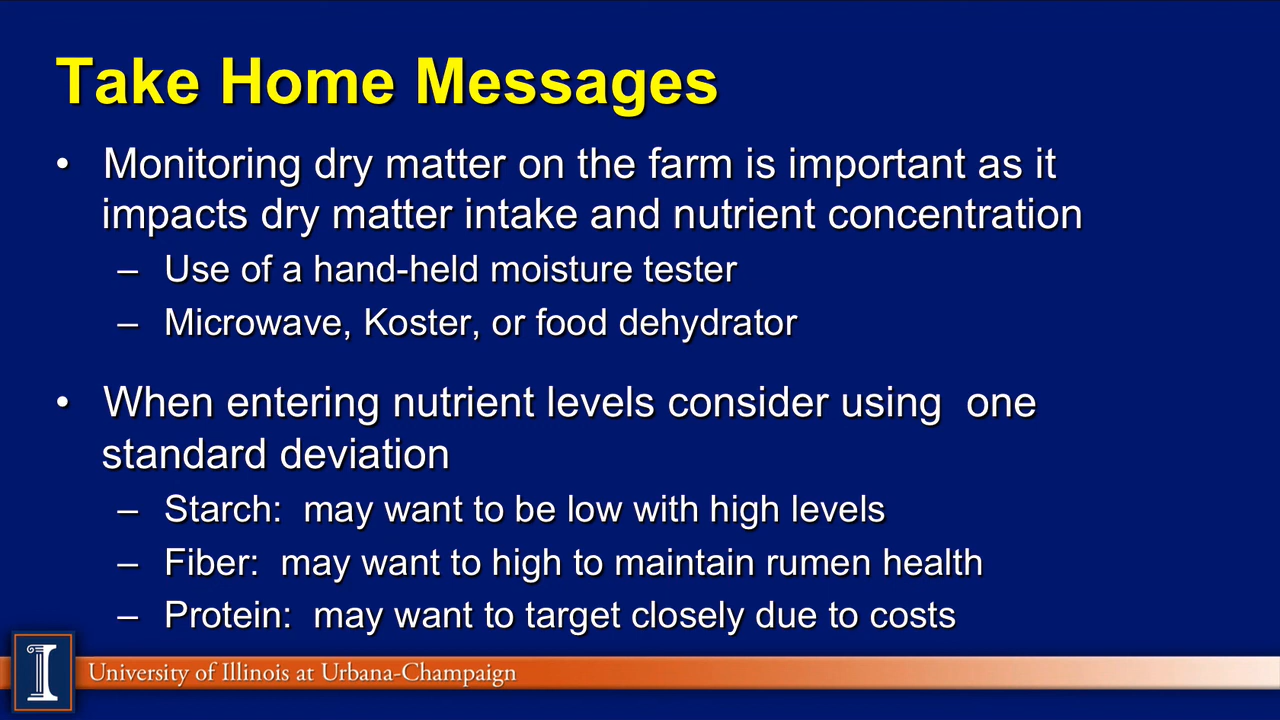 Take Home Messages
• Monitoring dry matter on the farm is important as it
impacts dry matter intake and nutrient concentration
– Use of a hand-held moisture tester
– Microwave, Koster, or food dehydrator
• When entering nutrient levels consider using  one
standard deviation
– Starch:  may want to be low with high levels
– Fiber:  may want to high to maintain rumen health
– Protein:  may want to target closely due to costs
I
University of Illinois at Urbana-Champaign